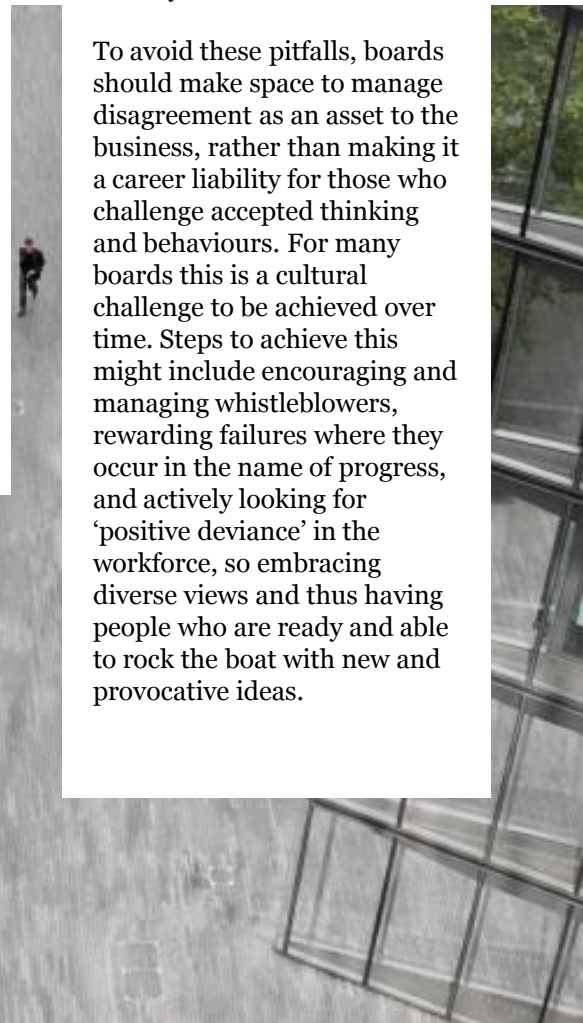 To avoid these pitfalls, boards
should make space to manage
disagreement as an asset to the
business, rather than making it
a career liability for those who
challenge accepted thinking
and behaviours. For many
boards this is a cultural
challenge to be achieved over
time. Steps to achieve this
might include encouraging and
managing whistleblowers,
rewarding failures where they
occur in the name of progress,
and actively looking for
‘positive deviance’ in the
workforce, so embracing
diverse views and thus having
people who are ready and able
to rock the boat with new and
provocative ideas.